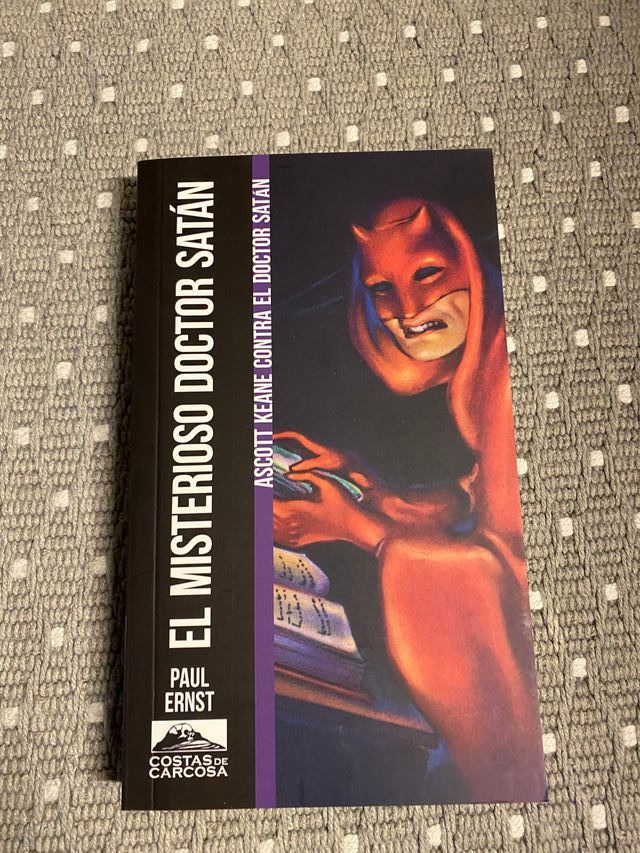 EL MISTERIOSO DOCTOR SATÁN
ASCOTT KEANE CONTRA EL DOCTOR SATÁN
PAUL
ERNST
COSTAS DE
CARCOSA